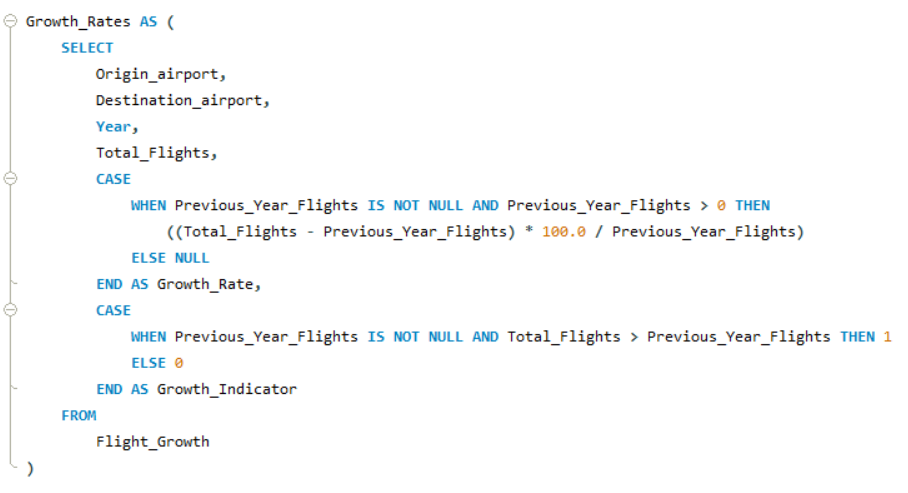 Growth_Rates AS (
SELECT
Origin_airport,
Destination_airport,
Year,
Total_Flights,
CASE
WHEN Previous_Year_Flights IS NOT NULL AND Previous_Year_Flights > 0 THEN
((Total_Flights - Previous_Year_Flights) * 100.0 / Previous_Year_Flights)
ELSE NULL
END AS Growth_Rate,
CASE
WHEN Previous_Year_Flights IS NOT NULL AND Total_Flights > Previous_Year_Flights THEN 1
ELSE 0
END AS Growth_Indicator
FROM
Flight_Growth
)